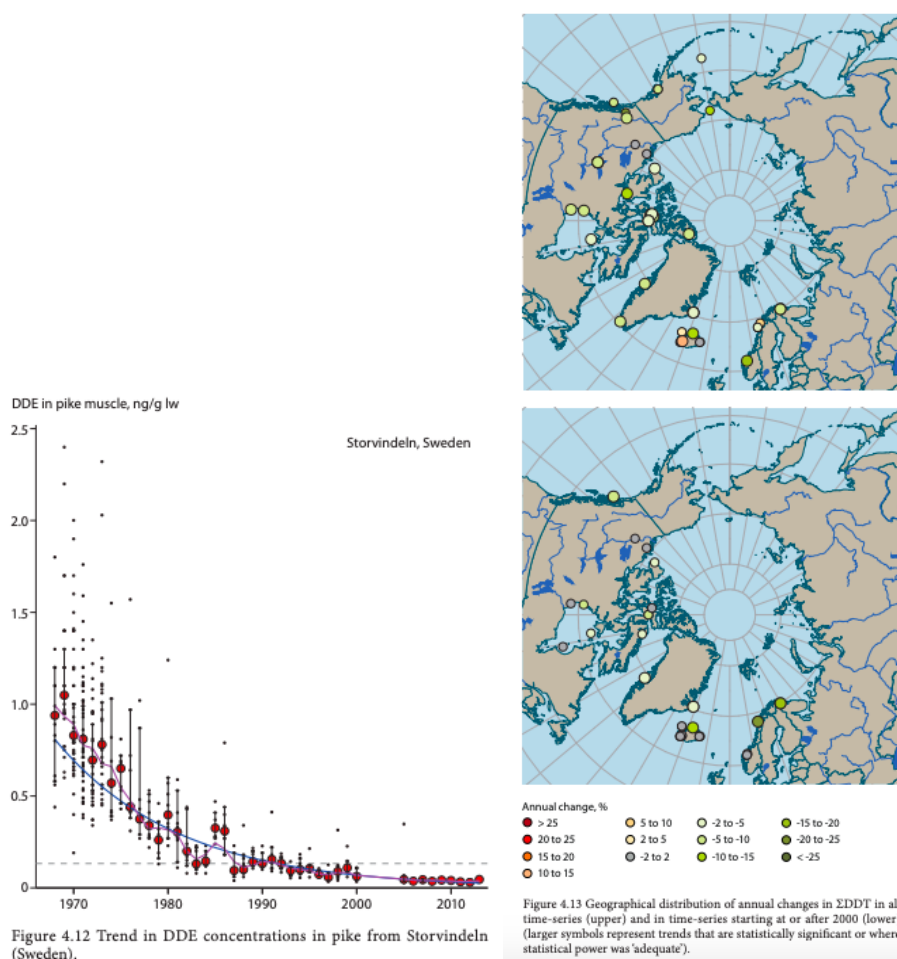 DDE in pike muscle, ng/g lw
2.5
Storvindeln, Sweden
2.0
1.5
1.0
0.5
0
1970 1980 1990 2000 2010
Figure 4.12 Trend in DDE concentrations in pike from Storvindeln
(Sweden).
Annual change, %
> 25 5 to 10 -2 to -5 -15 to -20
20 to 25 2 to 5 -5 to -10 -20 to -25
15 to 20 -2 to 2 -10 to -15 < -25
10 to 15
Figure 4.13 Geographical distribution of annual changes in ΣDDT in al
time-series (upper) and in time-series starting at or after 2000 (lower
(larger symbols represent trends that are statistically significant or where
statistical power was 'adequate').